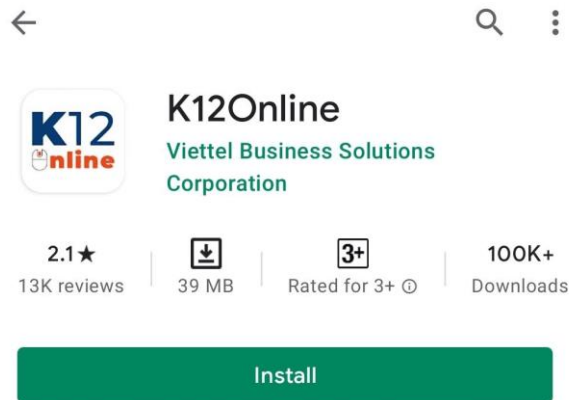 K12Online
K12
nline
Viettel Business Solutions
Corporation
2.1★
13K reviews
39 MB
3+
Rated for 3+
100K+
Downloads
Install